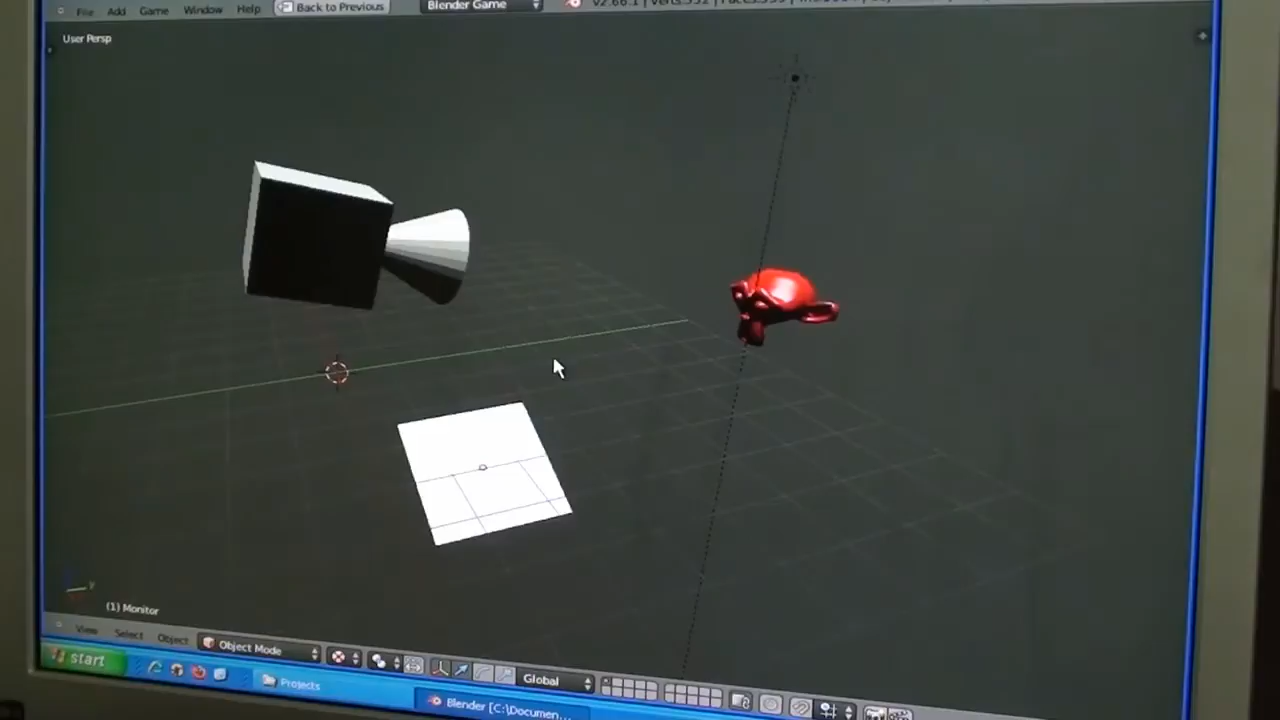 File Add Game Window Help Back to Previous Blender Game
User Persp
(1) Monitor
View Select Object Object Mode Global
start Projects Blender [C:\Documen...